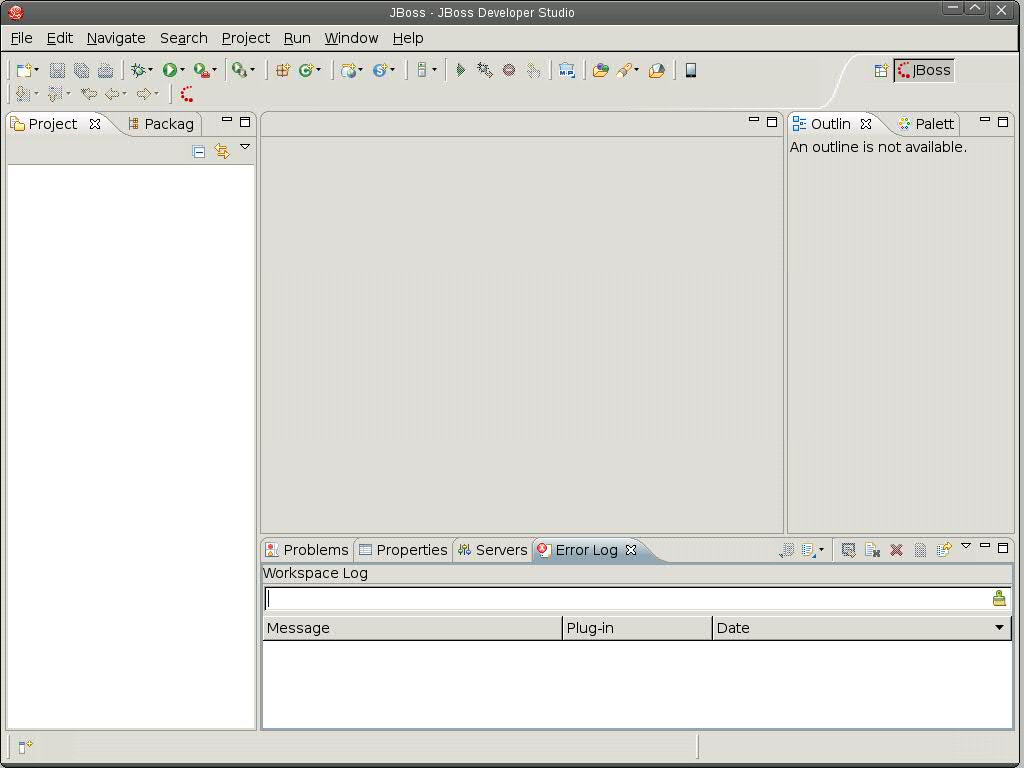 JBoss - JBoss Developer Studio
File Edit Navigate Search Project Run Window Help
JBoss
Project Packag
Outlin Palett
An outline is not available.
Problems Properties Servers Error Log
Workspace Log
Message Plug-in Date